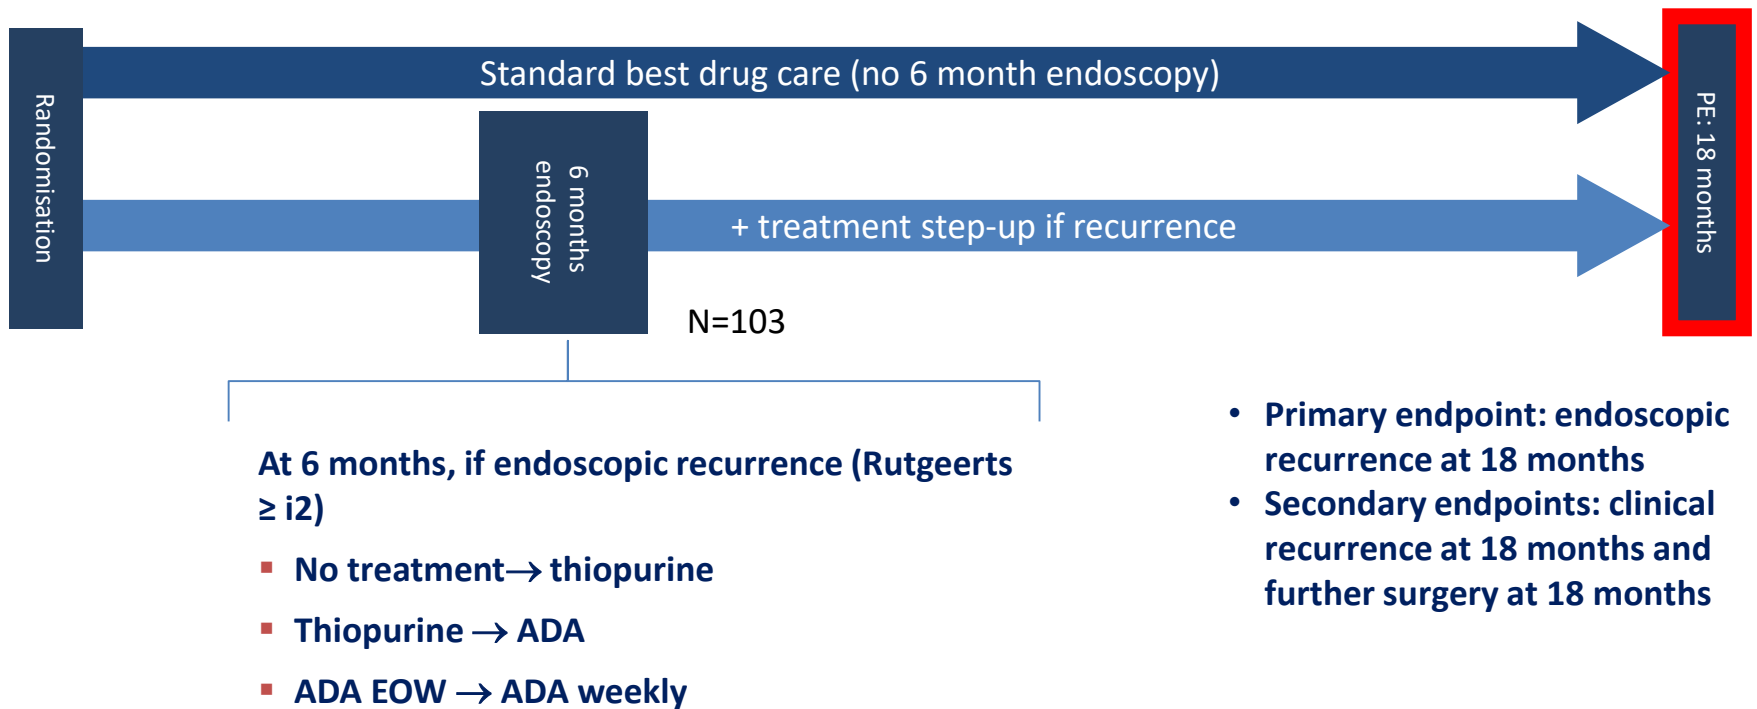 Randomisation
Standard best drug care (no 6 month endoscopy)
6 months
endoscopy
+ treatment step-up if recurrence
PE: 18 months
N=103
At 6 months, if endoscopic recurrence (Rutgeerts
≥ i2)
▪ No treatment→ thiopurine
▪ Thiopurine → ADA
▪ ADA EOW → ADA weekly
• Primary endpoint: endoscopic
recurrence at 18 months
• Secondary endpoints: clinical
recurrence at 18 months and
further surgery at 18 months